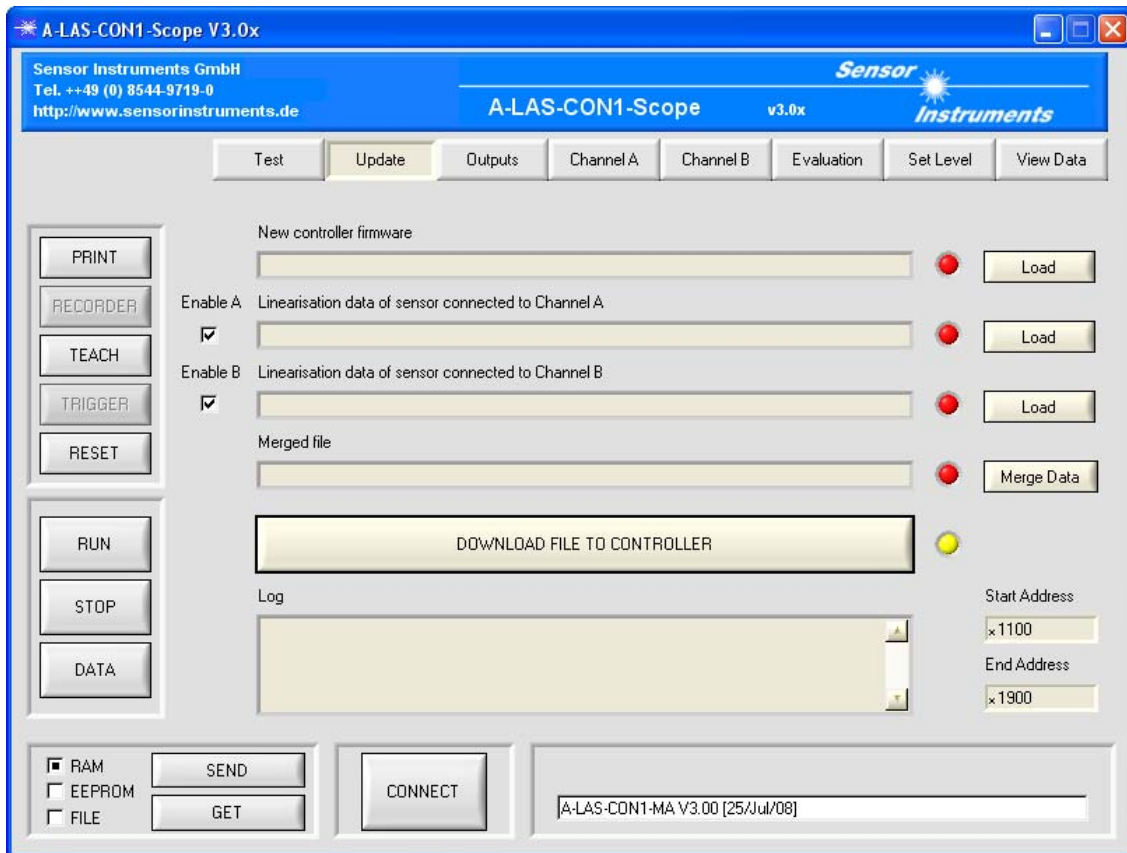 A-LAS-CON1-Scope V3.0x
Sensor Instruments GmbH
Tel. ++49 (0) 8544-9719-0
http://www.sensorinstruments.de
A-LAS-CON1-Scope v3.0x
Sensor
Instruments
Test Update Outputs Channel A Channel B Evaluation Set Level View Data
PRINT
RECORDER
TEACH
TRIGGER
RESET
New controller firmware
Load
Enable A Linearisation data of sensor connected to Channel A
Load
Enable B Linearisation data of sensor connected to Channel B
Load
Merged file
Merge Data
RUN
STOP
DATA
DOWNLOAD FILE TO CONTROLLER
Log
Start Address
x1100
End Address
x1900
RAM
EEPROM
FILE
SEND
GET
CONNECT
A-LAS-CON1-MA V3.00 [25/Jul/08]